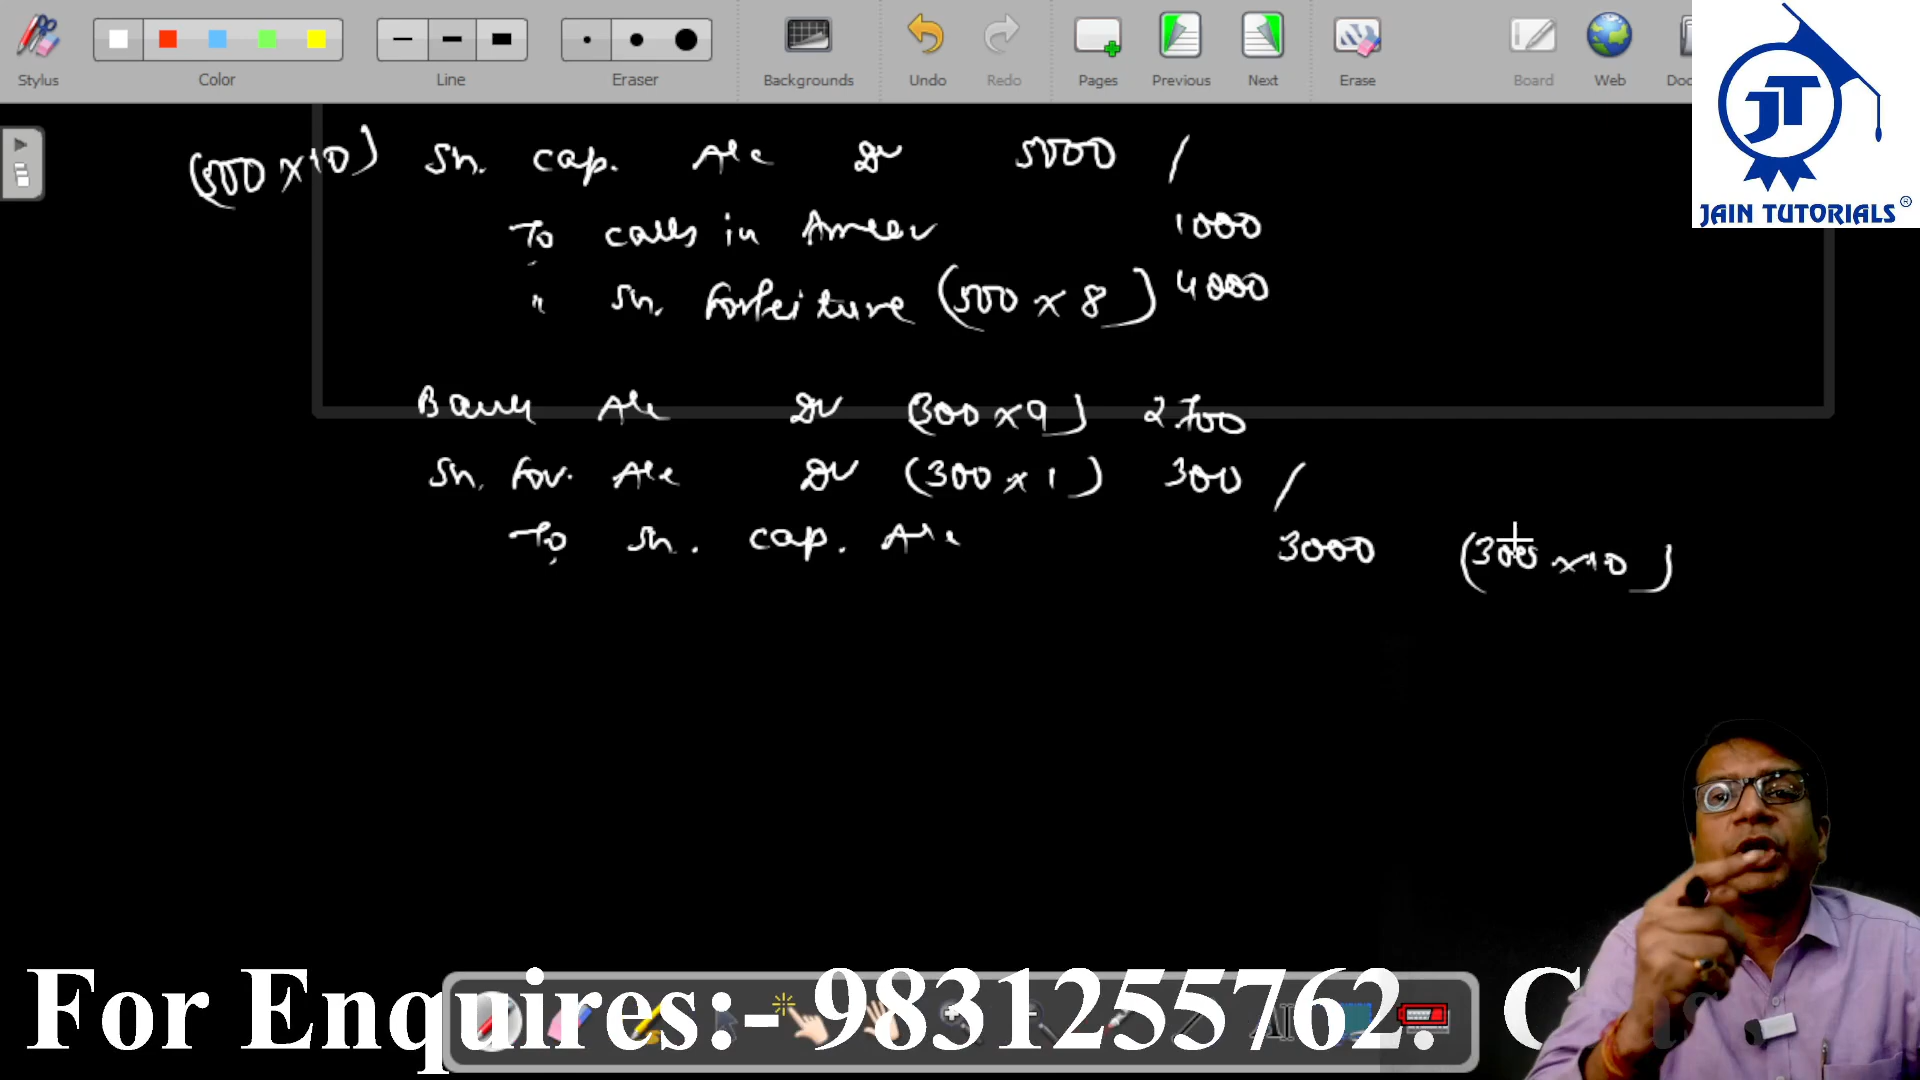 Stylus Color Line Eraser Backgrounds Undo Redo Pages Previous Next Erase Board Web Doc
JT
JAIN TUTORIALS®
(500 x 10) Sh. cap. A/c Dr 5000 /
To calls in Arrear 1000
" Sh. Forfeiture (500 x 8) 4000
Bank A/c Dr (300 x 9) 2700
Sh. For. A/c Dr (300 x 1) 300 /
To Sh. cap. A/c 3000 (300 x 10)
For Enquires:- 9831255762. C